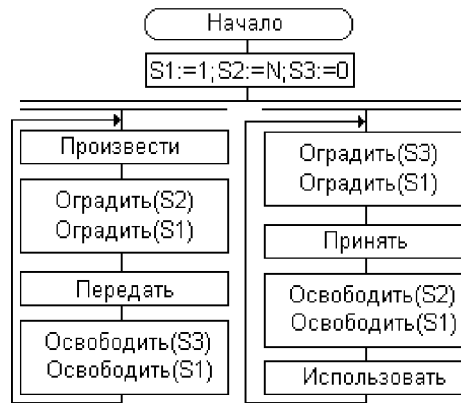 Начало
S1:=1;S2:=N;S3:=0
Произвести
Оградить(S2)
Оградить(S1)
Передать
Освободить(S3)
Освободить(S1)
Оградить(S3)
Оградить(S1)
Принять
Освободить(S2)
Освободить(S1)
Использовать